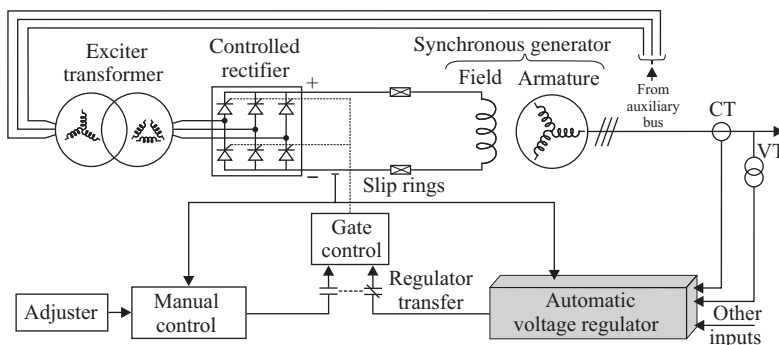 Exciter
transformer
Controlled
rectifier
Synchronous generator
Field
Armature
From
auxiliary
bus
CT
VT
+
−
Slip rings
Gate
control
Adjuster
Manual
control
Regulator
transfer
Automatic
voltage regulator
Other
inputs